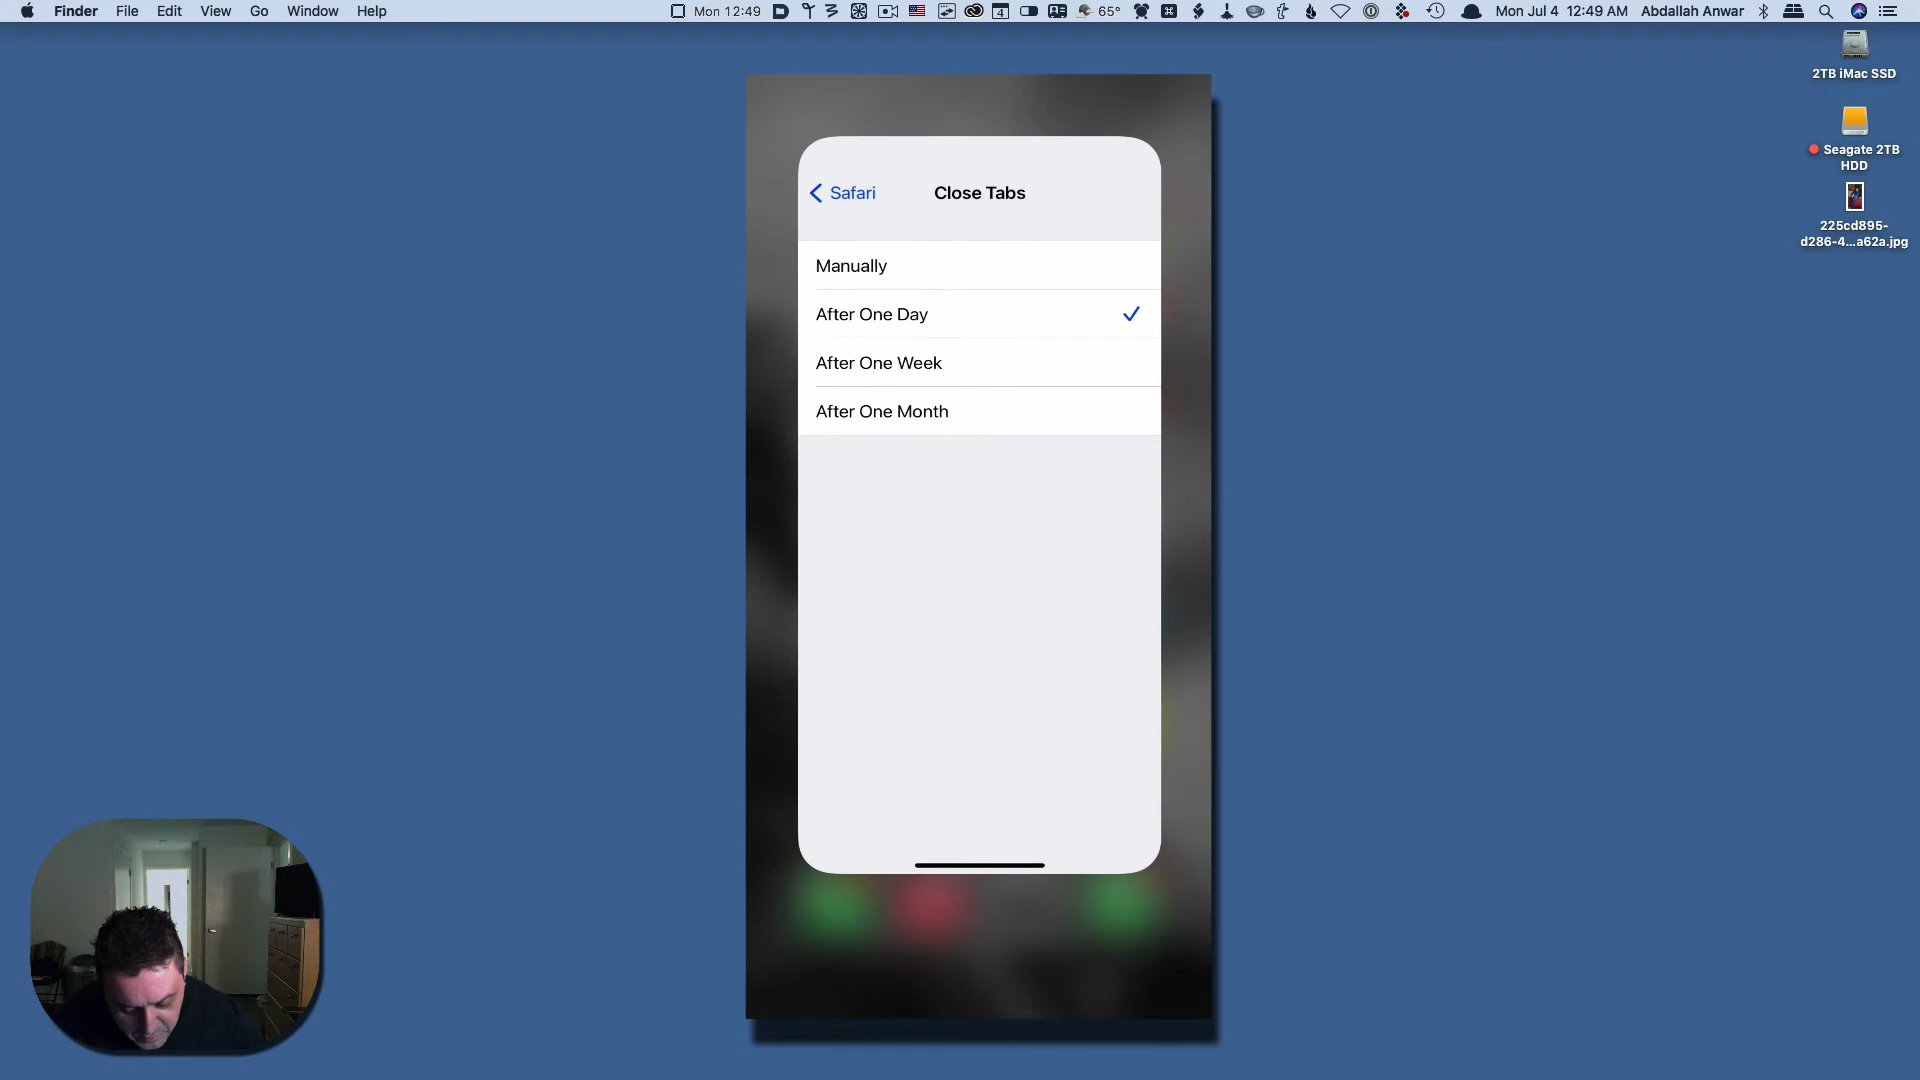 Finder File Edit View Go Window Help Mon 12:49 4 65° Mon Jul 4 12:49 AM Abdallah Anwar
2TB iMac SSD
Seagate 2TB
HDD
225cd895-
d286-4...a62a.jpg
Safari Close Tabs
Manually
After One Day
After One Week
After One Month